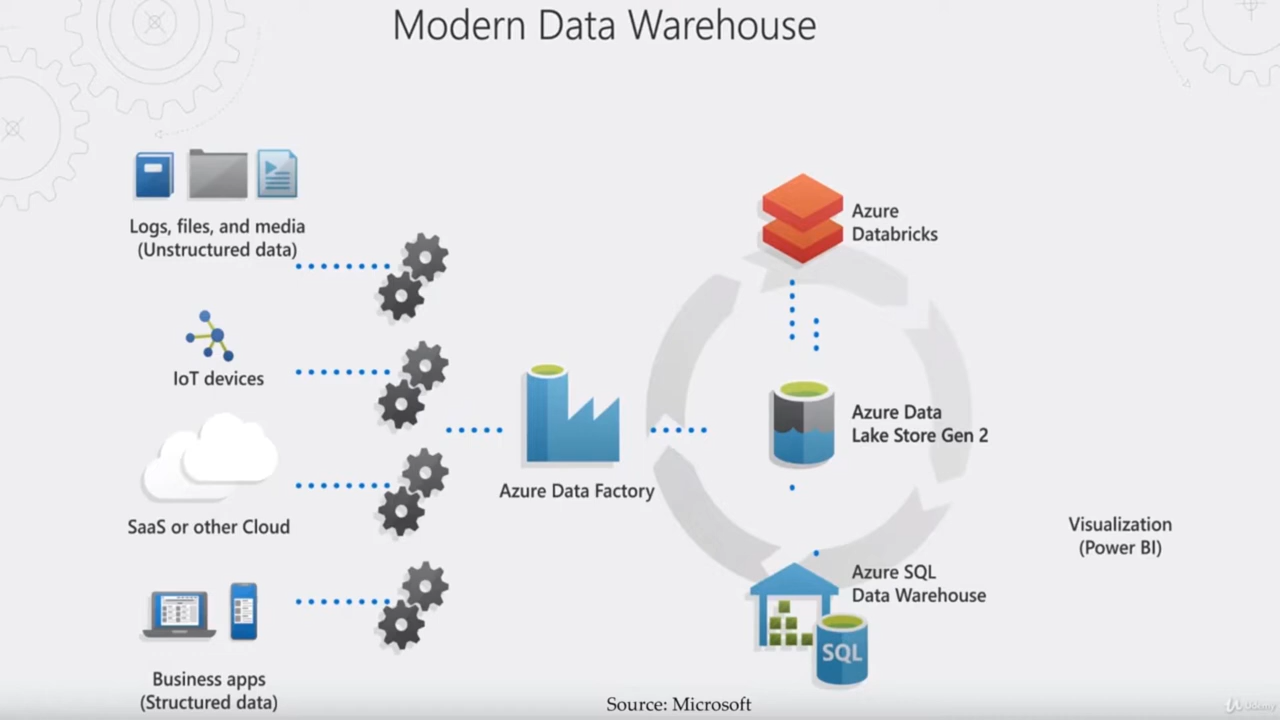 Modern Data Warehouse
Logs, files, and media
(Unstructured data)
IoT devices
SaaS or other Cloud
Business apps
(Structured data)
Azure Data Factory
Azure
Databricks
Azure Data
Lake Store Gen 2
Azure SQL
Data Warehouse
SQL
Visualization
(Power BI)
Source: Microsoft
Udemy